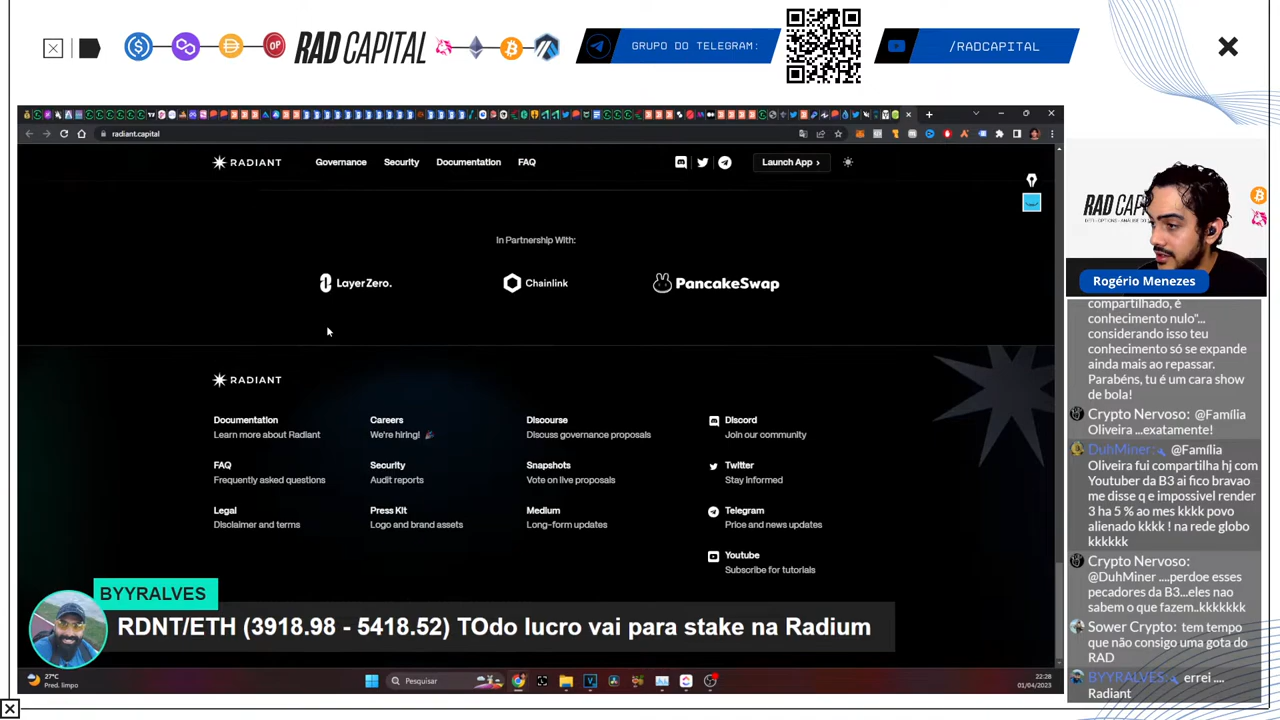 RAD CAPITAL
GRUPO DO TELEGRAM:
/RADCAPITAL
radiant.capital
RADIANT
Governance
Security
Documentation
FAQ
Launch App ›
In Partnership With:
LayerZero.
Chainlink
PancakeSwap
RADIANT
Documentation
Learn more about Radiant
Careers
We're hiring! 🎉
Discourse
Discuss governance proposals
Discord
Join our community
FAQ
Frequently asked questions
Security
Audit reports
Snapshots
Vote on live proposals
Twitter
Stay Informed
Legal
Disclaimer and terms
Press Kit
Logo and brand assets
Medium
Long-form updates
Telegram
Price and news updates
Youtube
Subscribe for tutorials
BYYRALVES
RDNT/ETH (3918.98 - 5418.52) TOdo lucro vai para stake na Radium
27°C
Pred. limpo
Pesquisar
22:28
01/04/2023
Rogério Menezes
compartilhado, é
conhecimento nulo"...
considerando isso teu
conhecimento só se expande
ainda mais ao repassar.
Parabéns, tu é um cara show
de bola!
Crypto Nervoso: @Família
Oliveira ...exatamente!
DuhMiner: @Família
Oliveira fui compartilha hj com
Youtuber da B3 ai fico bravao
me disse q e impossivel render
3 ha 5 % ao mes kkkk povo
alienado kkkk ! na rede globo
kkkkkk
Crypto Nervoso:
@DuhMiner ....perdoe esses
pecadores da B3...eles nao
sabem o que fazem..kkkkkkk
Sower Crypto: tem tempo
que não consigo uma gota do
RAD
BYYRALVES: errei ....
Radiant